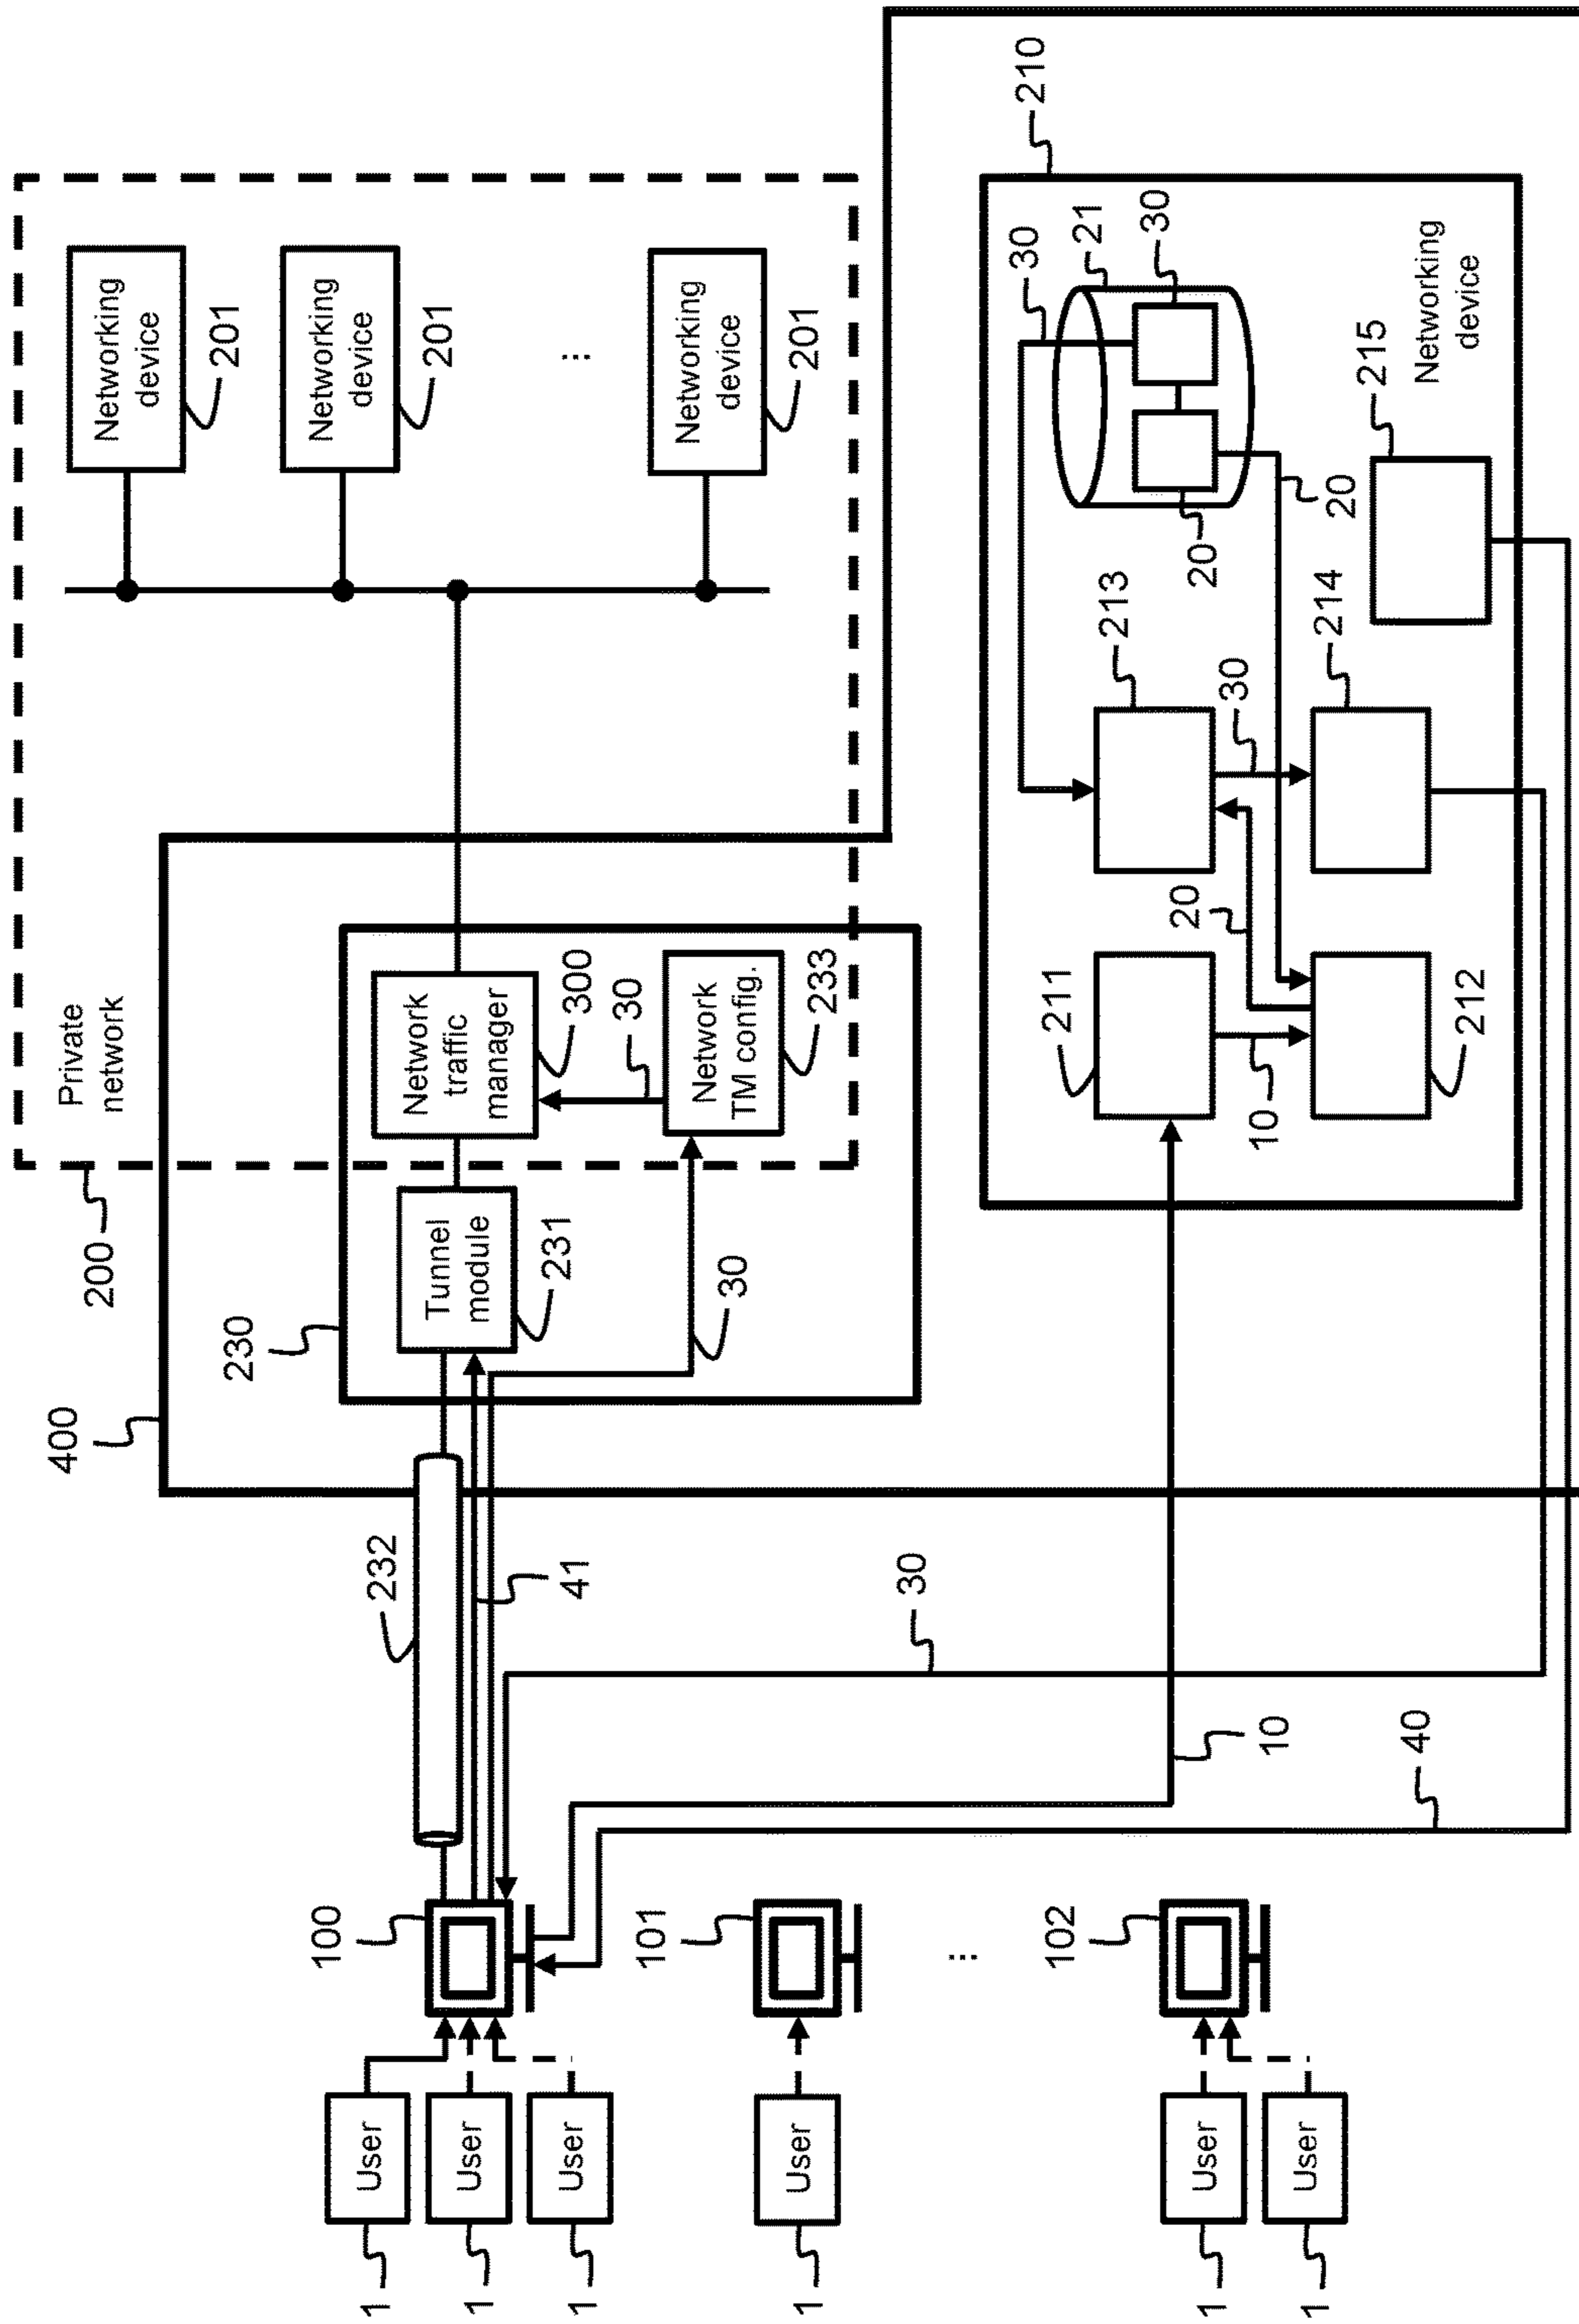 1
User
1
User
1
User
1
User
1
User
1
User
100
101
102
232
41
30
10
40
400
200
Private
network
230
Tunnel
module
231
Network
traffic
manager
300
30
Network
TM config.
233
30
Networking
device
201
Networking
device
201
...
Networking
device
201
...
210
211
10
212
20
213
30
214
30
21
30
20
20
215
Networking
device